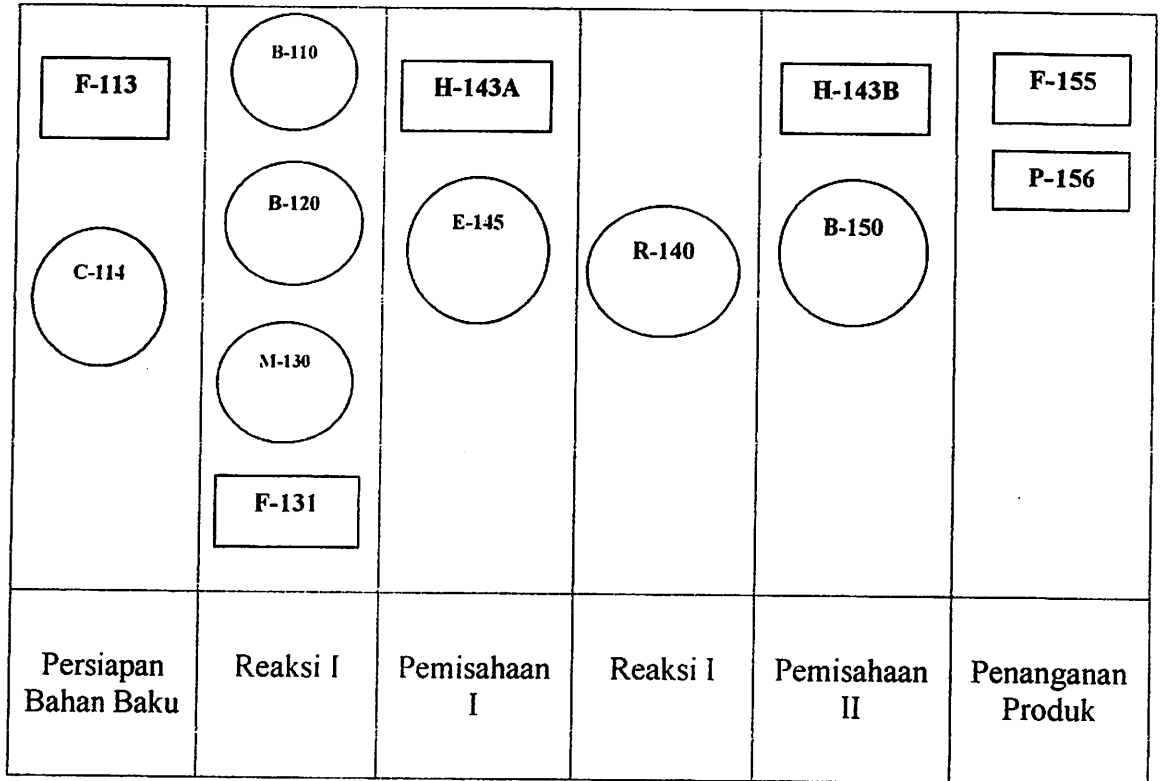 F-113
C-114
B-110
B-120
M-130
F-131
H-143A
E-145
R-140
H-143B
B-150
F-155
P-156
Persiapan
Bahan Baku
Reaksi I
Pemisahaan
I
Reaksi I
Pemisahaan
II
Penanganan
Produk